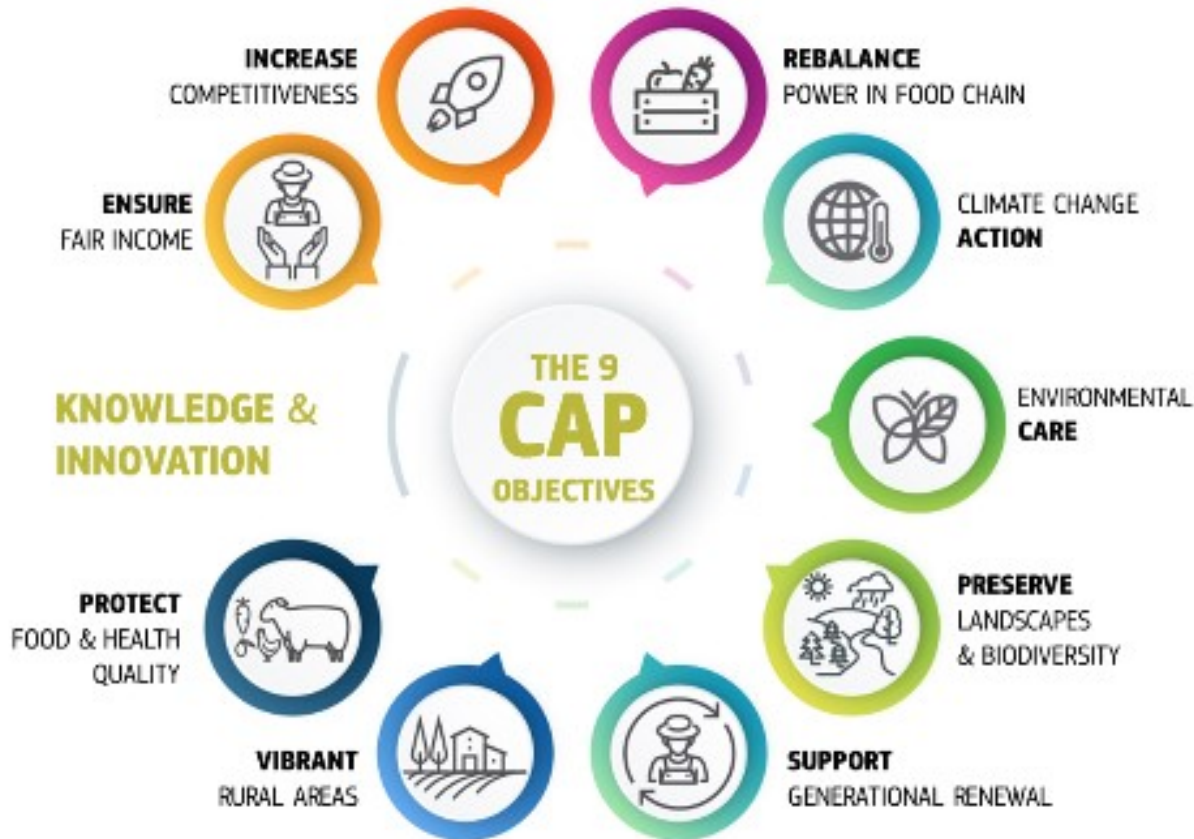 INCREASE
COMPETITIVENESS
REBALANCE
POWER IN FOOD CHAIN
ENSURE
FAIR INCOME
CLIMATE CHANGE
ACTION
THE 9
CAP
OBJECTIVES
KNOWLEDGE &
INNOVATION
ENVIRONMENTAL
CARE
PROTECT
FOOD & HEALTH
QUALITY
PRESERVE
LANDSCAPES
& BIODIVERSITY
VIBRANT
RURAL AREAS
SUPPORT
GENERATIONAL RENEWAL